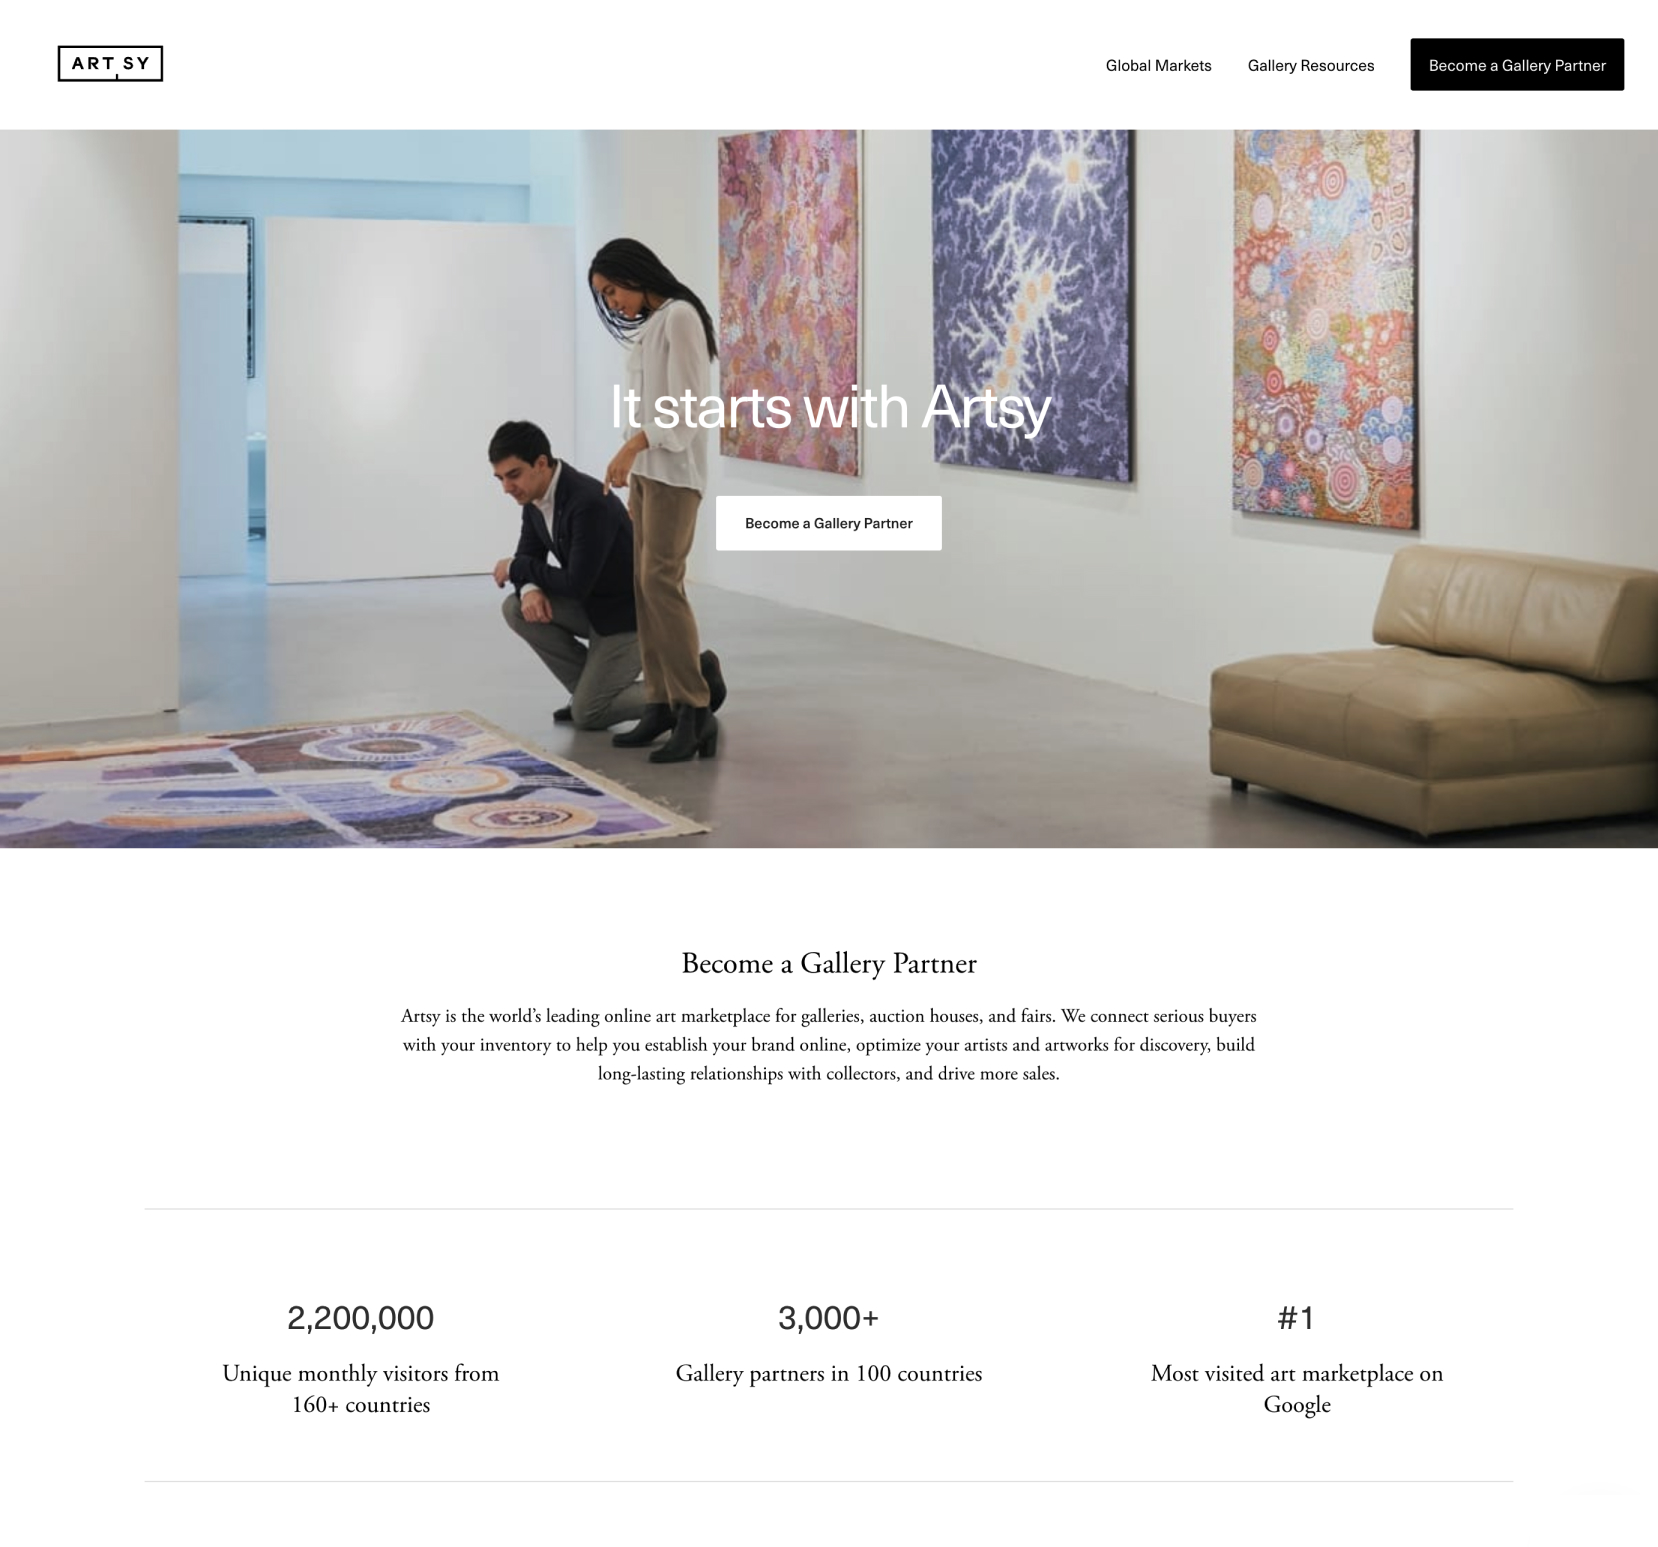 ART SY
Global Markets
Gallery Resources
Become a Gallery Partner
It starts with Artsy
Become a Gallery Partner
Become a Gallery Partner
Artsy is the world’s leading online art marketplace for galleries, auction houses, and fairs. We connect serious buyers
with your inventory to help you establish your brand online, optimize your artists and artworks for discovery, build
long-lasting relationships with collectors, and drive more sales.
2,200,000
Unique monthly visitors from
160+ countries
3,000+
Gallery partners in 100 countries
#1
Most visited art marketplace on
Google